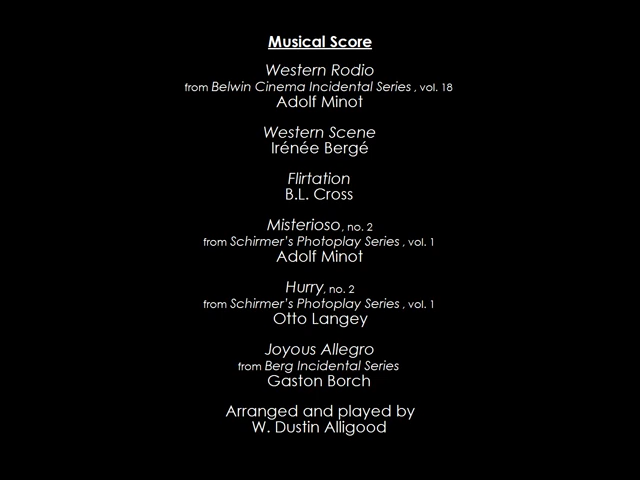 Musical Score
Western Rodio
from Belwin Cinema Incidental Series , vol. 18
Adolf Minot
Western Scene
Irénée Bergé
Flirtation
B.L. Cross
Misterioso, no. 2
from Schirmer's Photoplay Series , vol. 1
Adolf Minot
Hurry, no. 2
from Schirmer's Photoplay Series , vol. 1
Otto Langey
Joyous Allegro
from Berg Incidental Series
Gaston Borch
Arranged and played by
W. Dustin Alligood